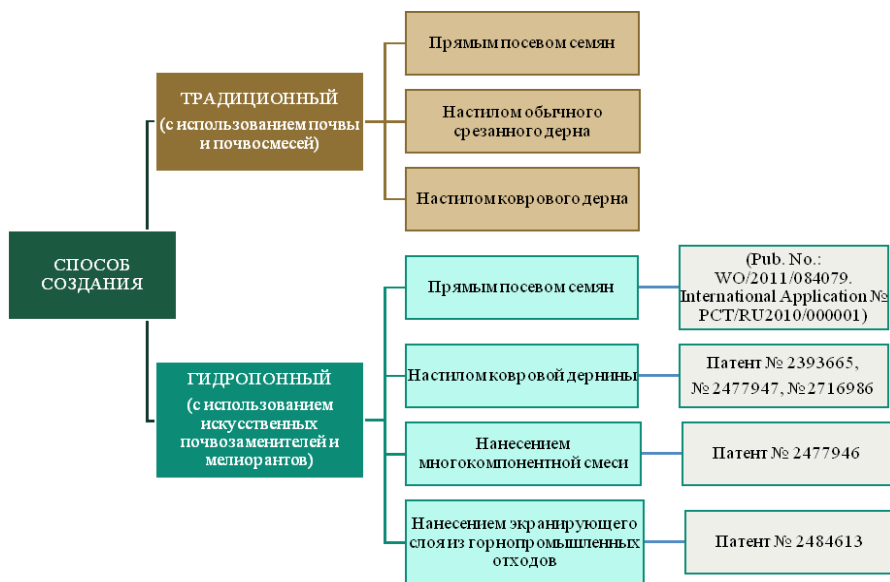 СПОСОБ
СОЗДАНИЯ
ТРАДИЦИОННЫЙ
(с использованием почвы
и почвосмесей)
Прямым посевом семян
Настилом обычного
срезанного дерна
Настилом коврового дерна
ГИДРОПОННЫЙ
(с использованием
искусственных
почвозаменителей и
мелиорантов)
Прямым посевом семян
(Pub. No.:
WO/2011/084079.
International Application №
PCT/RU2010/000001)
Настилом ковровой дернины
Патент № 2393665,
№ 2477947, №2716986
Нанесением
многокомпонентной смеси
Патент № 2477946
Нанесением экранирующего
слоя из горнопромышленных
отходов
Патент № 2484613